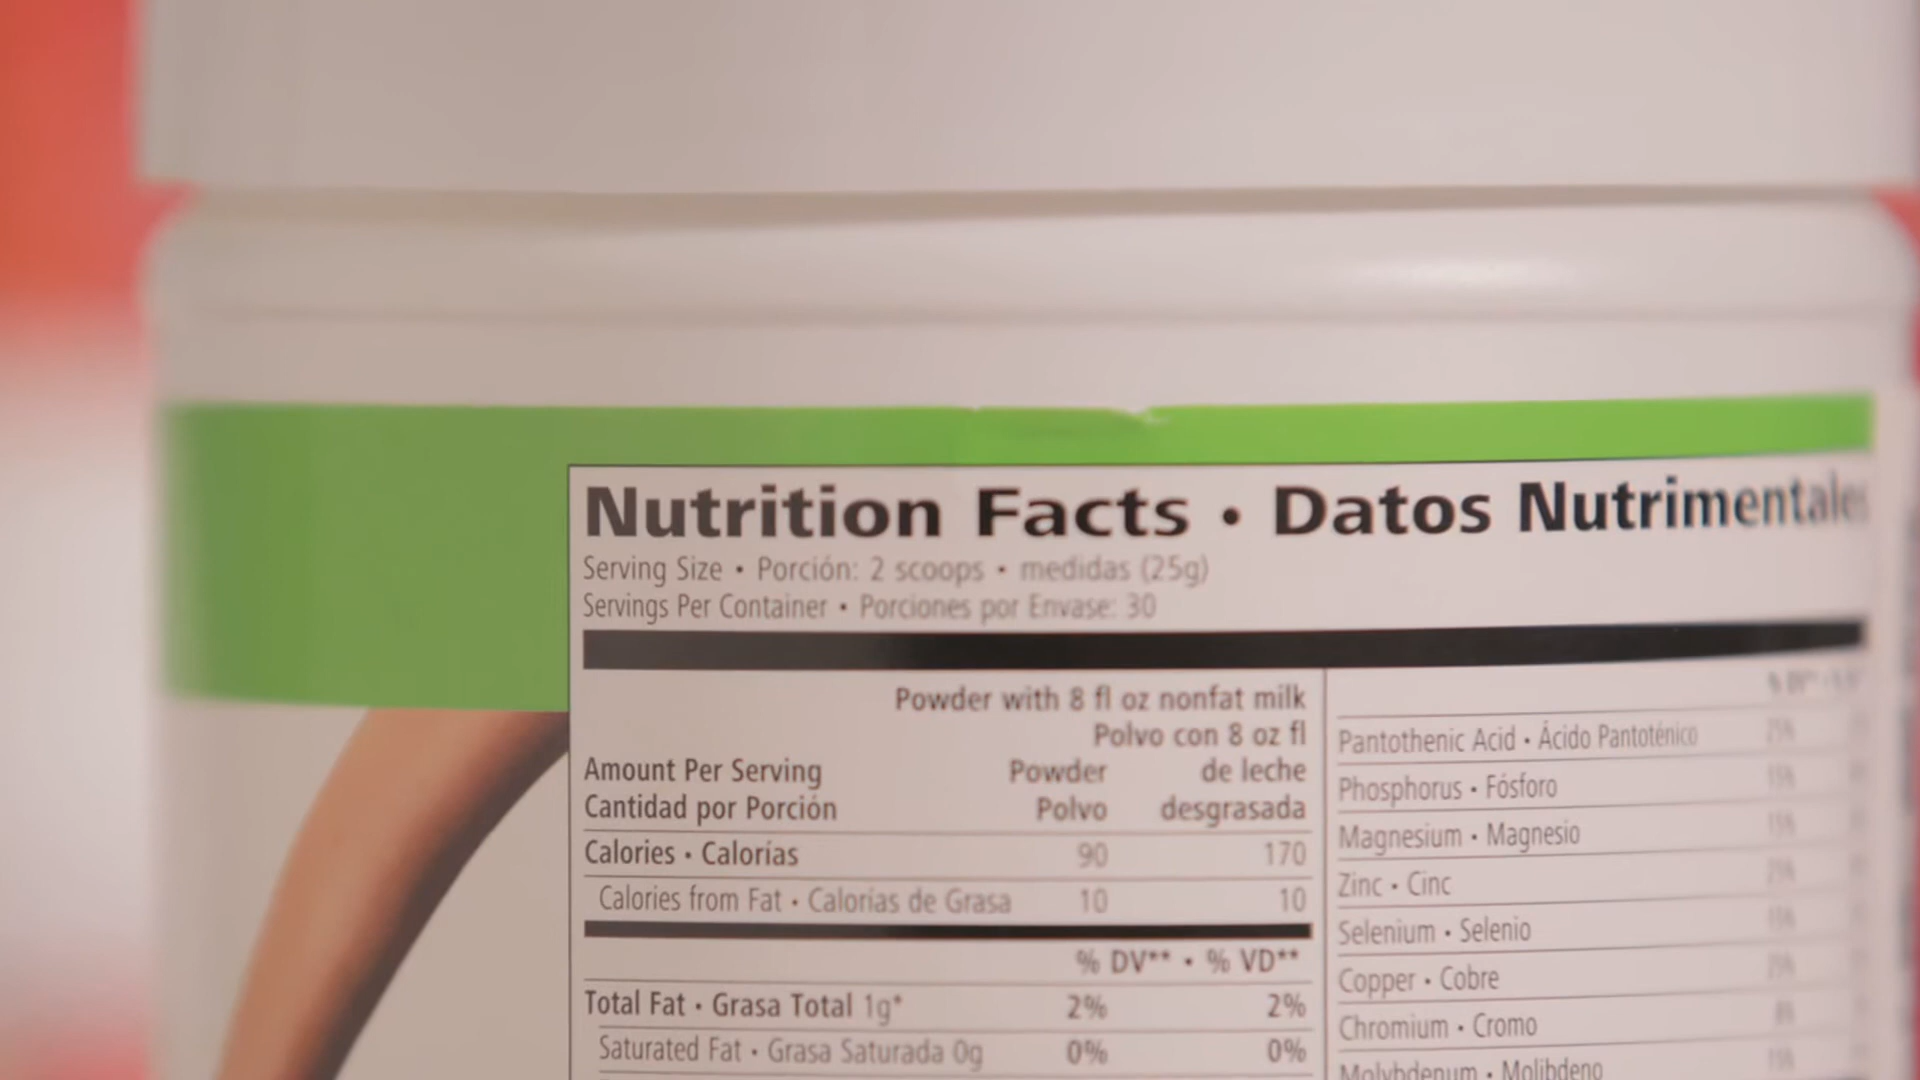 Nutrition Facts • Datos Nutrimentales
Serving Size • Porción: 2 scoops • medidas (25g)
Servings Per Container • Porciones por Envase: 30
Powder with 8 fl oz nonfat milk
Polvo con 8 oz fl
Amount Per Serving Powder de leche
Cantidad por Porción Polvo desgrasada
Calories • Calorías 90 170
Calories from Fat • Calorías de Grasa 10 10
% DV** • % VD**
Total Fat • Grasa Total 1g* 2% 2%
Saturated Fat • Grasa Saturada 0g 0% 0%
Pantothenic Acid • Ácido Pantoténico
Phosphorus • Fósforo
Magnesium • Magnesio
Zinc • Cinc
Selenium • Selenio
Copper • Cobre
Chromium • Cromo
Molybdenum • Molibdeno